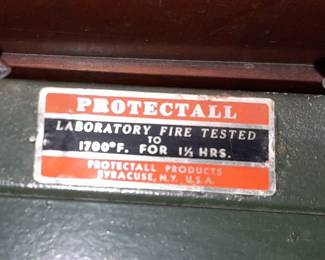 PROTECTALL
LABORATORY FIRE TESTED
TO
1700°F. FOR 1½ HRS.
PROTECTALL PRODUCTS
SYRACUSE, N.Y. U.S.A.